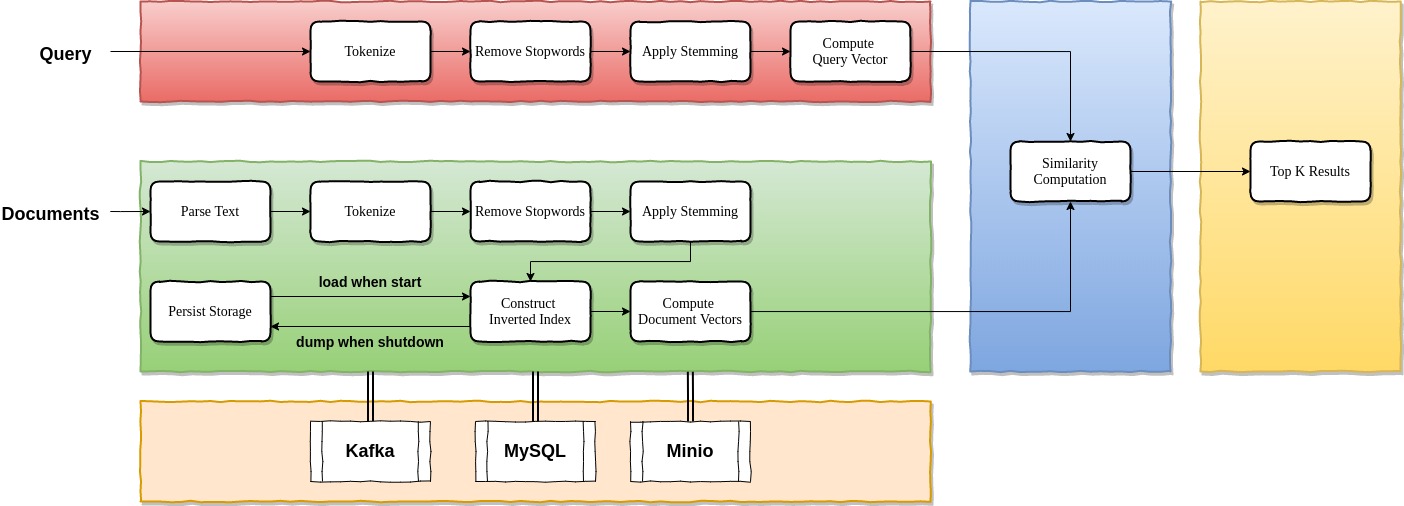 Query
Tokenize
Remove Stopwords
Apply Stemming
Compute
Query Vector
Similarity
Computation
Top K Results
Documents
Parse Text
Tokenize
Remove Stopwords
Apply Stemming
load when start
Persist Storage
Construct
Inverted Index
Compute
Document Vectors
dump when shutdown
Kafka
MySQL
Minio